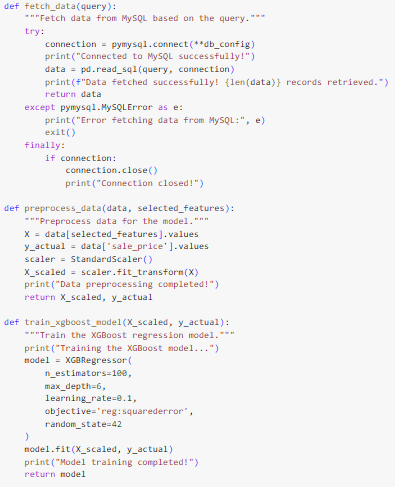 def fetch_data(query):
    """Fetch data from MySQL based on the query."""
    try:
        connection = pymysql.connect(**db_config)
        print("Connected to MySQL successfully!")
        data = pd.read_sql(query, connection)
        print(f"Data fetched successfully! {len(data)} records retrieved.")
        return data
    except pymysql.MySQLError as e:
        print("Error fetching data from MySQL:", e)
        exit()
    finally:
        if connection:
            connection.close()
            print("Connection closed!")

def preprocess_data(data, selected_features):
    """Preprocess data for the model."""
    X = data[selected_features].values
    y_actual = data['sale_price'].values
    scaler = StandardScaler()
    X_scaled = scaler.fit_transform(X)
    print("Data preprocessing completed!")
    return X_scaled, y_actual

def train_xgboost_model(X_scaled, y_actual):
    """Train the XGBoost regression model."""
    print("Training the XGBoost model...")
    model = XGBRegressor(
        n_estimators=100,
        max_depth=6,
        learning_rate=0.1,
        objective='reg:squarederror',
        random_state=42
    )
    model.fit(X_scaled, y_actual)
    print("Model training completed!")
    return model